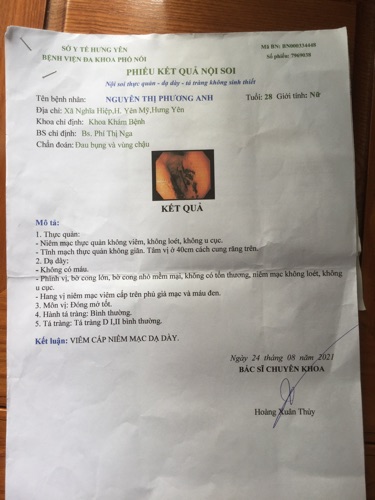 SỞ Y TẾ HƯNG YÊN
BỆNH VIỆN ĐA KHOA PHỐ NỐI
Mã BN: BN000334448
Số phiếu: 7969038
PHIẾU KẾT QUẢ NỘI SOI
Nội soi thực quản - dạ dày - tá tràng không sinh thiết
Tên bệnh nhân: NGUYỄN THỊ PHƯƠNG ANH Tuổi: 28 Giới tính: Nữ
Địa chỉ: Xã Nghĩa Hiệp,H. Yên Mỹ,Hưng Yên
Khoa chỉ định: Khoa Khám Bệnh
BS chỉ định: Bs. Phí Thị Nga
Chẩn đoán: Đau bụng và vùng chậu
KẾT QUẢ
Mô tả:
1. Thực quản:
- Niêm mạc thực quản không viêm, không loét, không u cục.
- Tĩnh mạch thực quản không giãn. Tâm vị ở 40cm cách cung răng trên.
2. Dạ dày:
- Không có máu.
- Phình vị, bờ cong lớn, bờ cong nhỏ mềm mại, không có tổn thương, niêm mạc không loét, không
u cục.
- Hang vị niêm mạc viêm cấp trên phủ giả mạc và máu đen.
3. Môn vị: Đóng mở tốt.
4. Hành tá tràng: Bình thường.
5. Tá tràng: Tá tràng D I,II bình thường.
Kết luận: VIÊM CẤP NIÊM MẠC DẠ DÀY.
Ngày 24 tháng 08 năm 2021
BÁC SĨ CHUYÊN KHOA
Hoàng Xuân Thủy